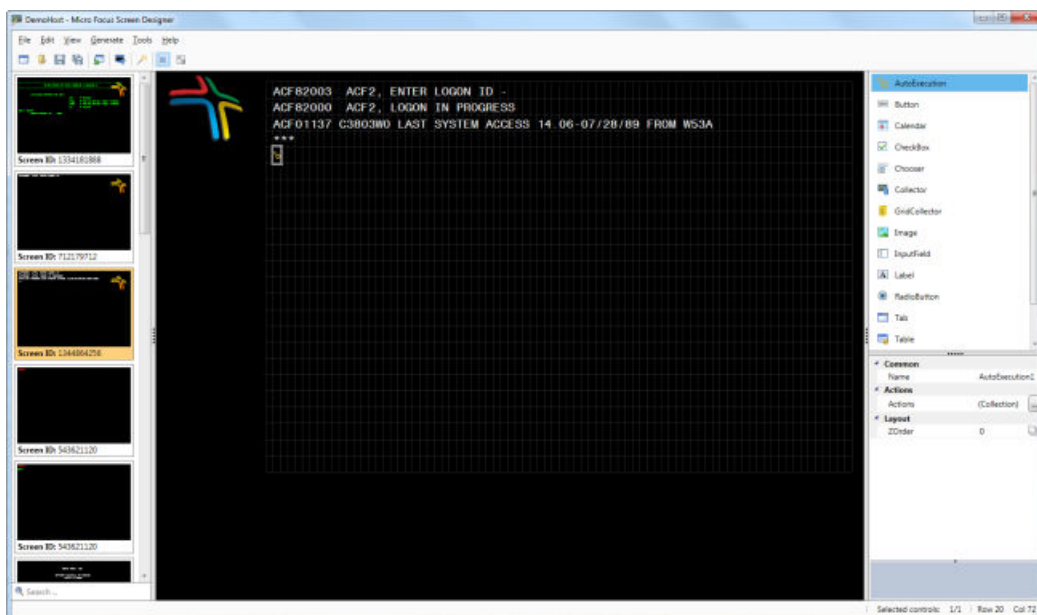 DemoHost - Micro Focus Screen Designer
File Edit View Generate Tools Help
Screen ID: 1334181888
Screen ID: 712179712
Screen ID: 1344864256
Screen ID: 543621120
Screen ID: 543621120
Search...
ACF82003 ACF2, ENTER LOGON ID -
ACF82000 ACF2, LOGON IN PROGRESS
ACF01137 C3803W0 LAST SYSTEM ACCESS 14.06-07/28/89 FROM W53A
***
AutoExecution
Button
Calendar
CheckBox
Chooser
Collector
GridCollector
Image
InputField
Label
RadioButton
Tab
Table
Common
Name AutoExecution1
Actions
Actions (Collection) ...
Layout
ZOrder 0
Selected controls: 1/1 Row 20 Col 72